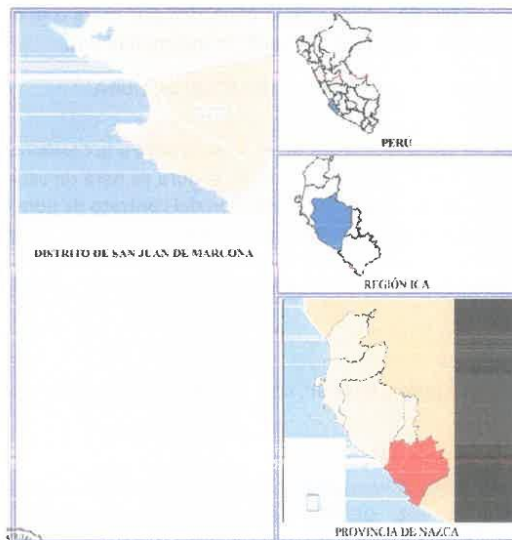 PERU
DISTRITO DE SAN JUAN DE MARCONA
REGIÓN ICA
PROVINCIA DE NAZCA